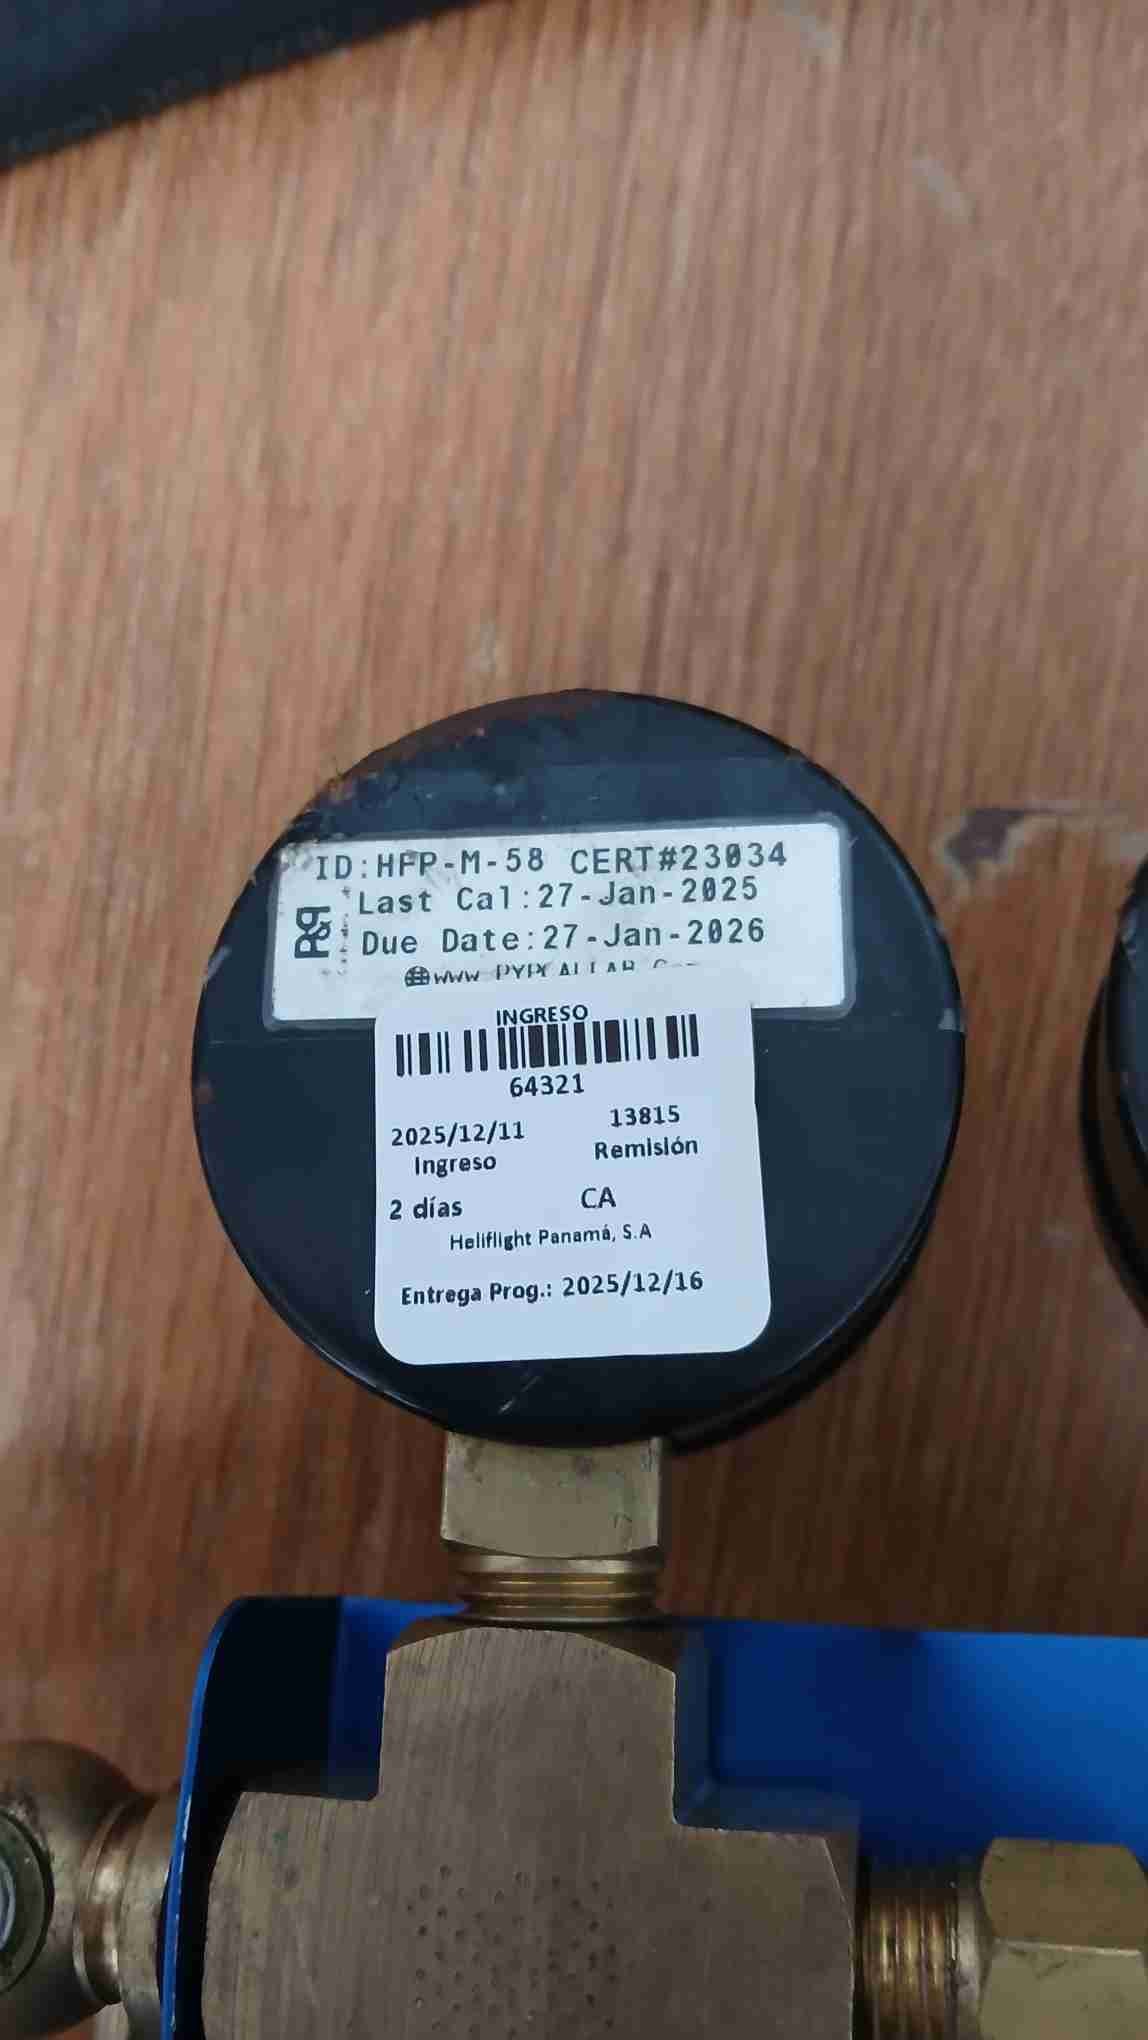 ID:HFP-M-58 CERT#23034
Last Cal:27-Jan-2025
P&P
Due Date:27-Jan-2026
INGRESO
64321
2025/12/11 13815
Ingreso Remisión
2 días CA
Heliflight Panamá, S.A
Entrega Prog.: 2025/12/16